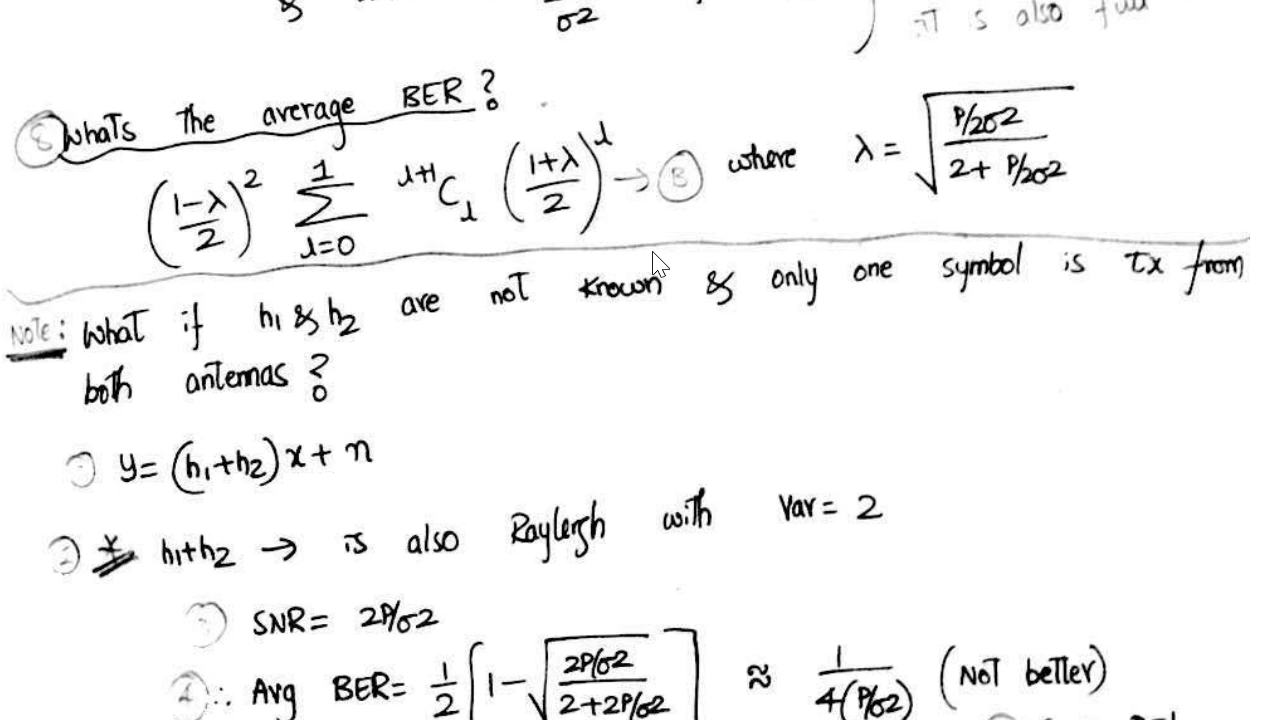 & σ2 it is also full
⑧ Whats The average BER?
(1-λ/2)^2 ∑_{l=0}^{1} ^{l+1}C_l (1+λ/2)^l → Ⓑ where λ = √(P/2σ2 / 2 + P/2σ2)
NOTE: What if h1 & h2 are not known & only one symbol is Tx from
both antennas?
① y = (h1+h2)x + n
② * h1+h2 → is also Rayleigh with Var = 2
③ SNR = 2P/σ2
④ ∴ Avg BER = 1/2 [1 - √(2P/σ2 / 2+2P/σ2)] ≈ 1/4(P/σ2) (Not better)